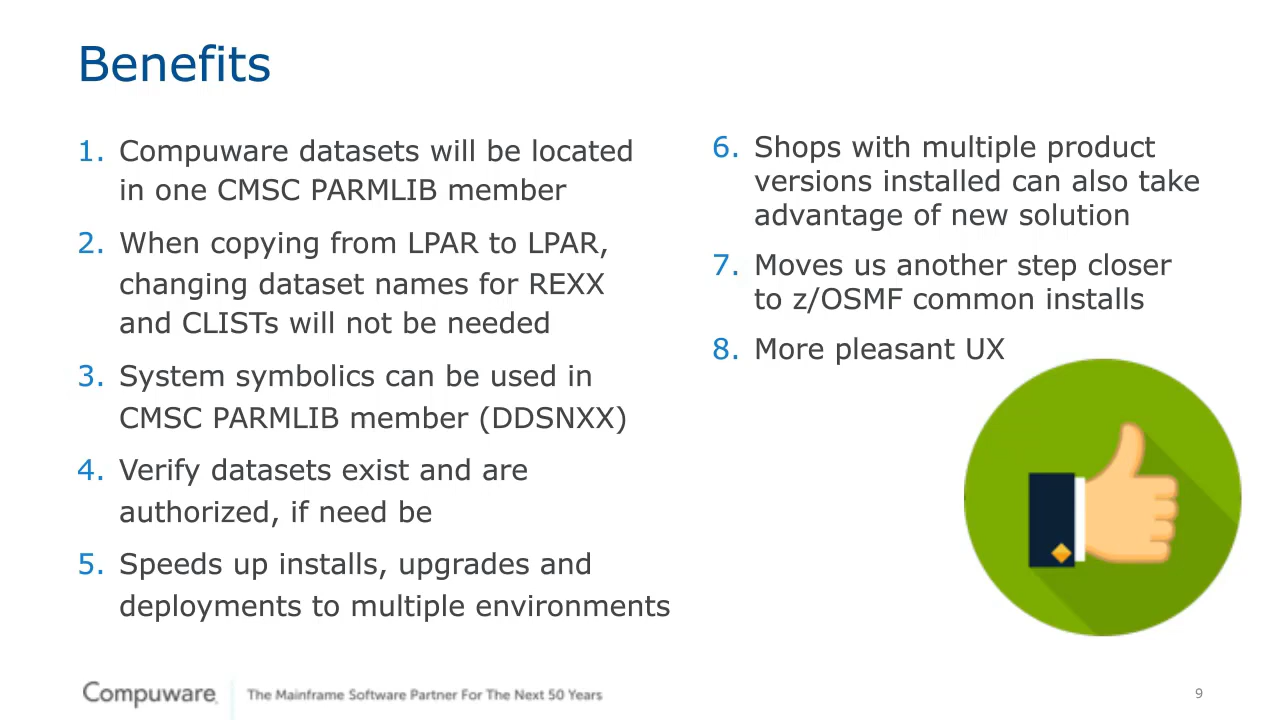 Benefits
1. Compuware datasets will be located
in one CMSC PARMLIB member
2. When copying from LPAR to LPAR,
changing dataset names for REXX
and CLISTs will not be needed
3. System symbolics can be used in
CMSC PARMLIB member (DDSNXX)
4. Verify datasets exist and are
authorized, if need be
5. Speeds up installs, upgrades and
deployments to multiple environments
6. Shops with multiple product
versions installed can also take
advantage of new solution
7. Moves us another step closer
to z/OSMF common installs
8. More pleasant UX
Compuware
The Mainframe Software Partner For The Next 50 Years
9